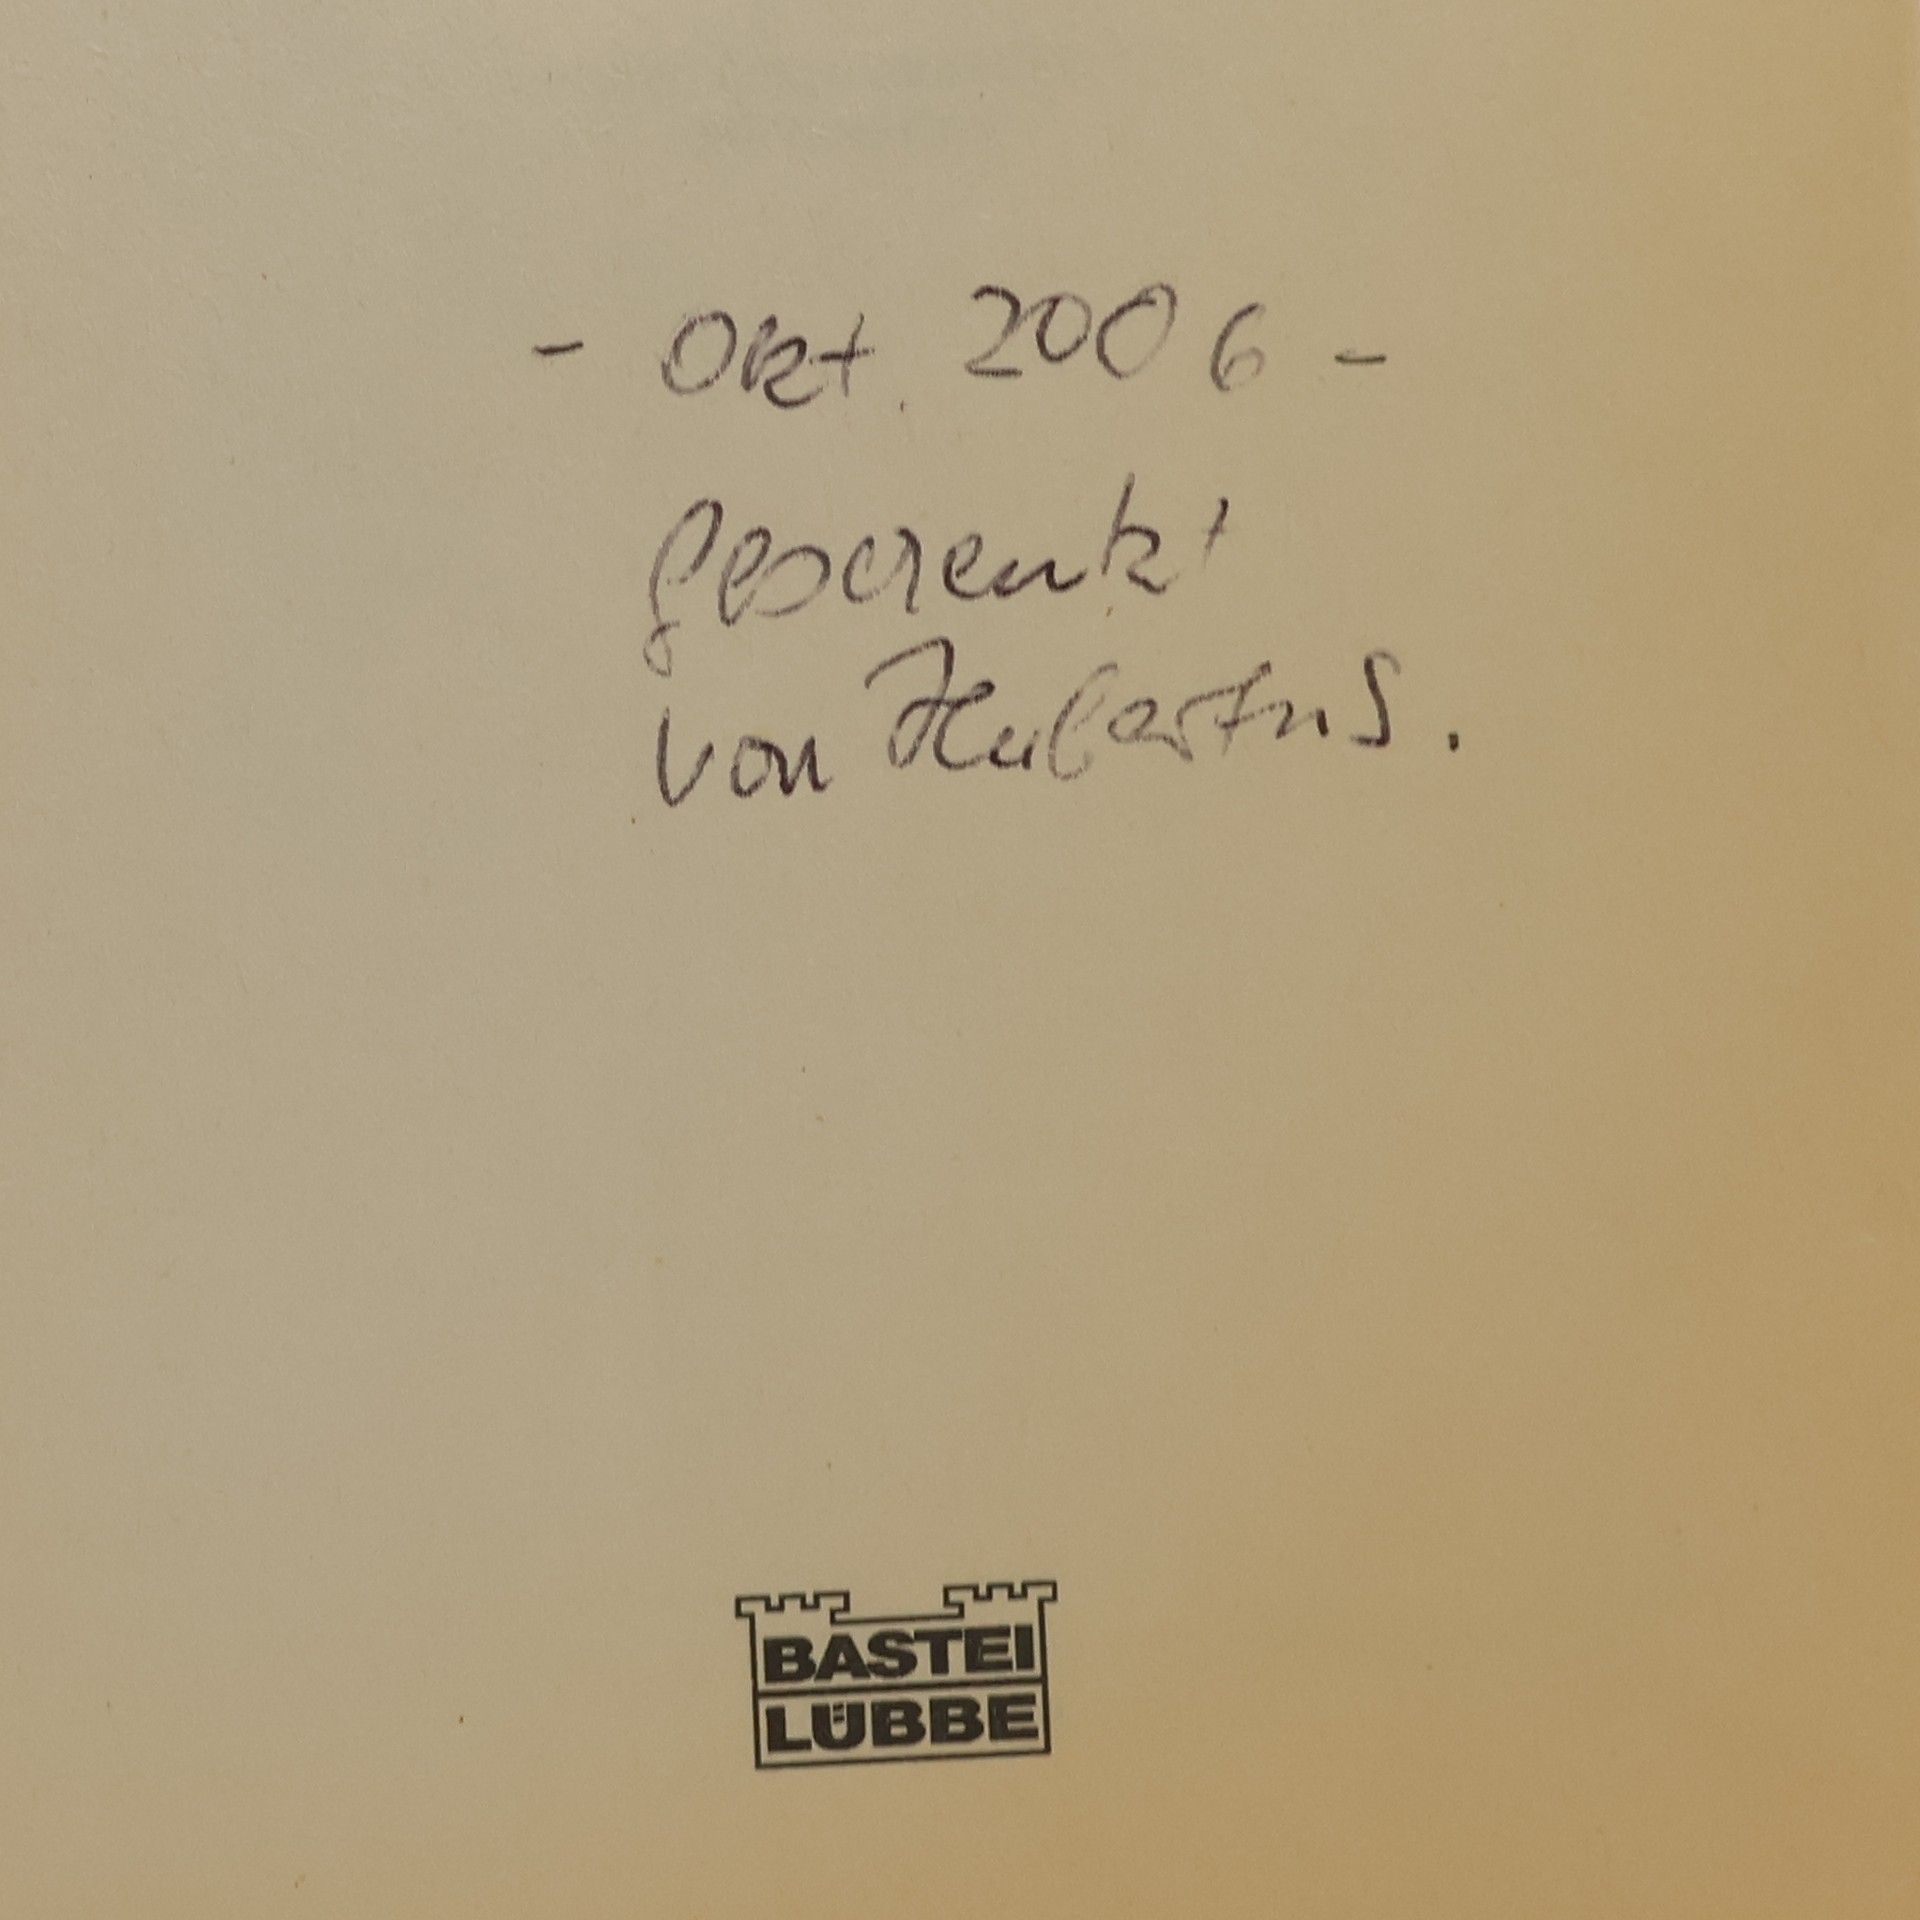 - Okt. 2006 -
geschenkt
von Hubertus.
BASTEI
LÜBBE